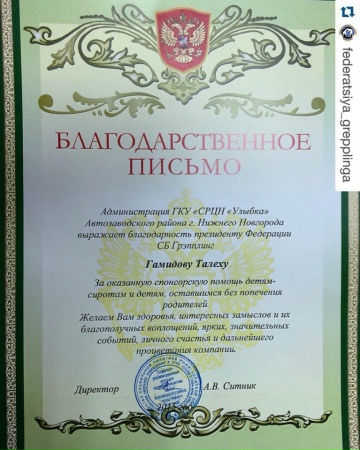 БЛАГОДАРСТВЕННОЕ
ПИСЬМО
Администрация ГКУ «СРЦН «Улыбка»
Автозаводского района г. Нижнего Новгорода
выражает благодарность президенту Федерации
СБ Грэпплинг
Гамидову Талеху
За оказанную спонсорскую помощь детям-
сиротам и детям, оставшимся без попечения
родителей.
Желаем Вам здоровья, интересных замыслов и их
благополучных воплощений, ярких, значительных
событий, личного счастья и дальнейшего
процветания компании.
Директор А.В. Ситник
federatsiya_grepplinga